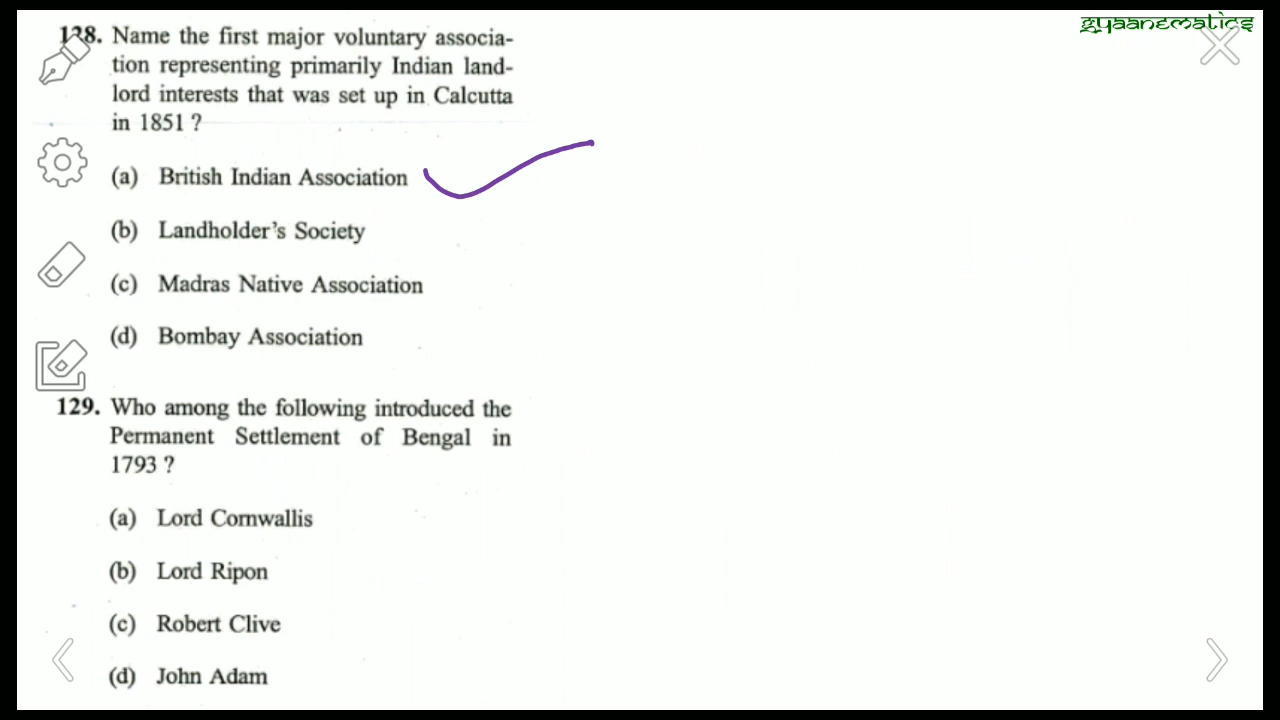 GYAANEMATICS
128. Name the first major voluntary associa-
tion representing primarily Indian land-
lord interests that was set up in Calcutta
in 1851 ?
(a) British Indian Association
(b) Landholder's Society
(c) Madras Native Association
(d) Bombay Association
129. Who among the following introduced the
Permanent Settlement of Bengal in
1793 ?
(a) Lord Cornwallis
(b) Lord Ripon
(c) Robert Clive
(d) John Adam